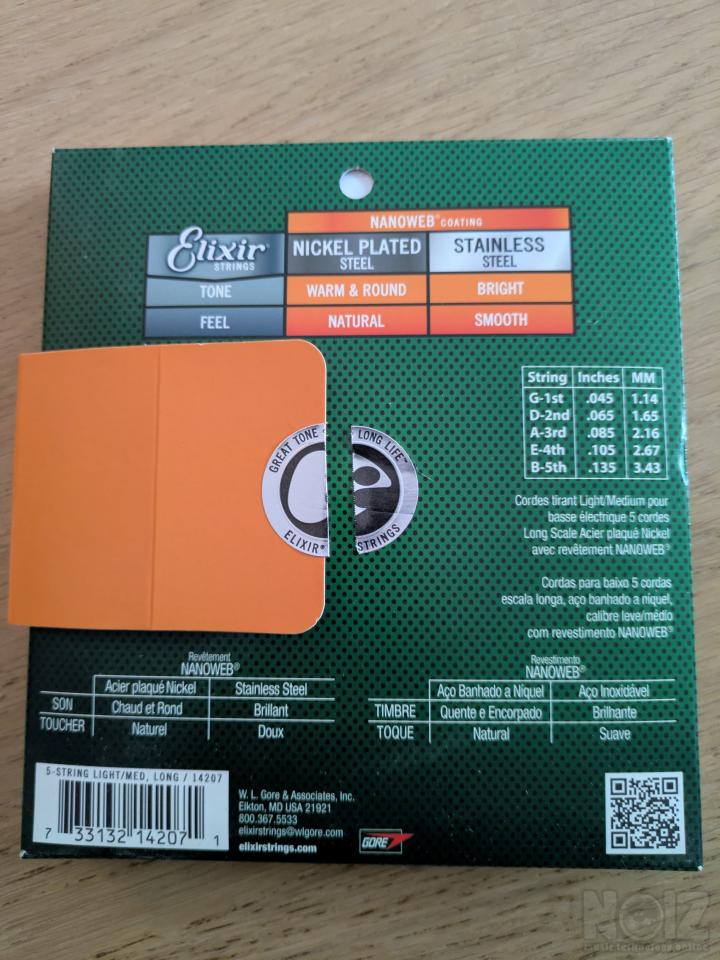 NANOWEB® COATING
Elixir® STRINGS
NICKEL PLATED STEEL
STAINLESS STEEL
TONE WARM & ROUND BRIGHT
FEEL NATURAL SMOOTH
String Inches MM
G-1st .045 1.14
D-2nd .065 1.65
A-3rd .085 2.16
E-4th .105 2.67
B-5th .135 3.43
GREAT TONE LONG LIFE™
ELIXIR® STRINGS
Cordes tirant Light/Medium pour
basse électrique 5 cordes
Long Scale Acier plaqué Nickel
avec revêtement NANOWEB®
Cordas para baixo 5 cordas
escala longa, aço banhado a níquel,
calibre leve/médio
com revestimento NANOWEB®
Revêtement
NANOWEB®
Acier plaqué Nickel Stainless Steel
SON Chaud et Rond Brillant
TOUCHER Naturel Doux
Revestimento
NANOWEB®
Aço Banhado a Níquel Aço Inoxidável
TIMBRE Quente e Encorpado Brilhante
TOQUE Natural Suave
5-STRING LIGHT/MED, LONG / 14207
7 33132 14207 1
W. L. Gore & Associates, Inc.
Elkton, MD USA 21921
800.367.5533
elixirstrings@wlgore.com
elixirstrings.com
GORE
NOIZ
music technology online